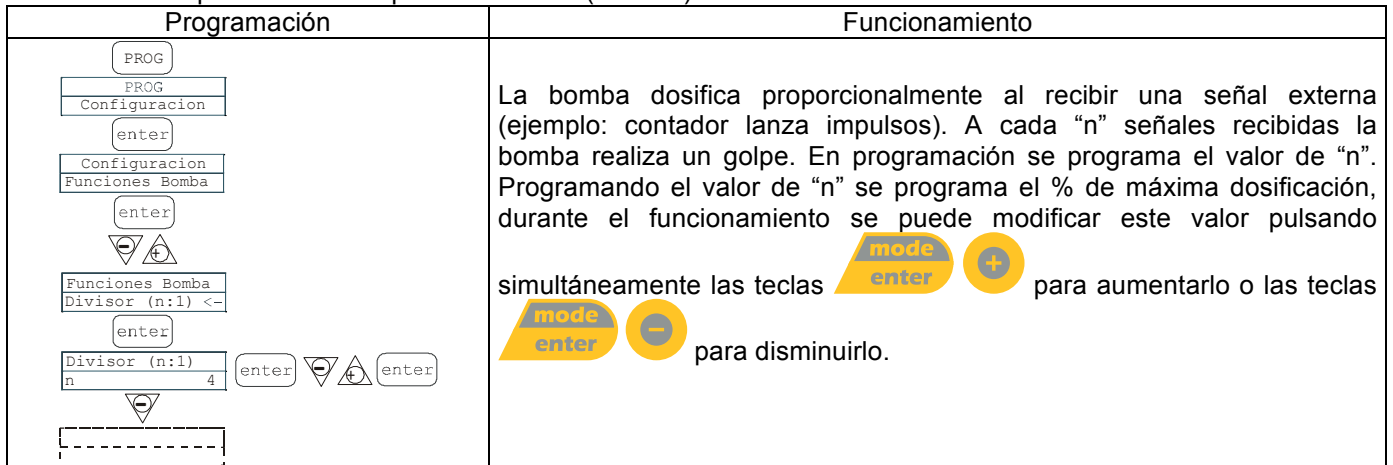 Programación
Funcionamiento
PROG
PROG
Configuracion
enter
Configuracion
Funciones Bomba
enter
Funciones Bomba
Divisor (n:1) <-
enter
Divisor (n:1)
n 4
enter
enter
La bomba dosifica proporcionalmente al recibir una señal externa
(ejemplo: contador lanza impulsos). A cada “n” señales recibidas la
bomba realiza un golpe. En programación se programa el valor de “n”.
Programando el valor de “n” se programa el % de máxima dosificación,
durante el funcionamiento se puede modificar este valor pulsando
simultáneamente las teclas mode enter + para aumentarlo o las teclas
mode enter - para disminuirlo.